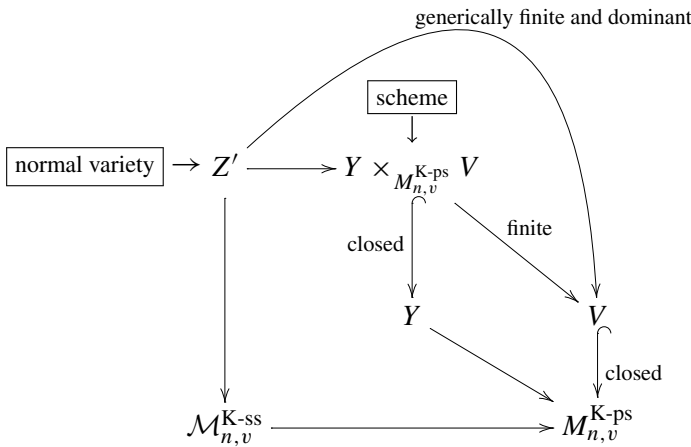 generically finite and dominant
scheme
normal variety → Z′ → Y ×_{M^{K-ps}_{n,v}} V
closed
finite
Y
V
closed
ℳ^{K-ss}_{n,v} → M^{K-ps}_{n,v}